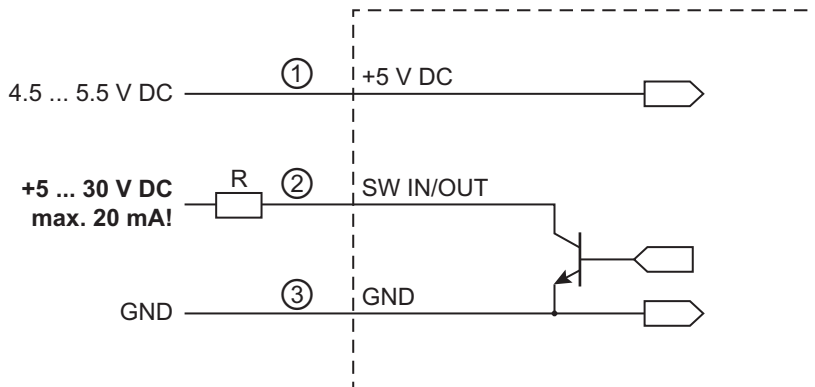 ① +5 V DC
4.5 ... 5.5 V DC
R ② SW IN/OUT
+5 ... 30 V DC
max. 20 mA!
③ GND
GND